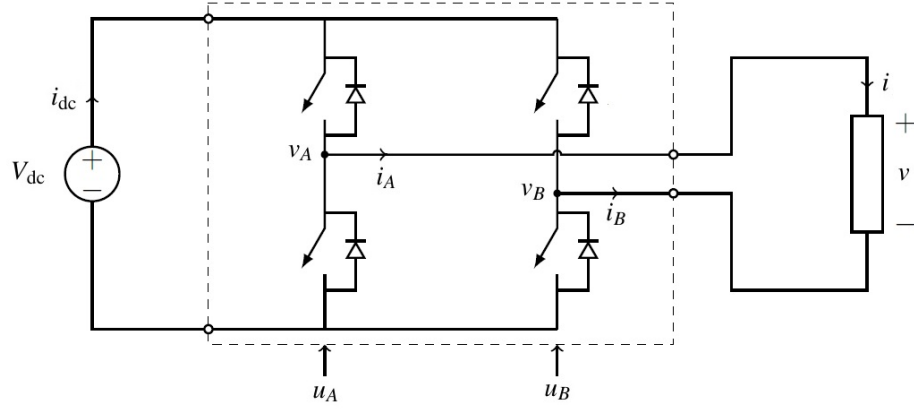 i_dc
V_dc
+
−
v_A
i_A
v_B
i_B
i
+
v
−
u_A
u_B